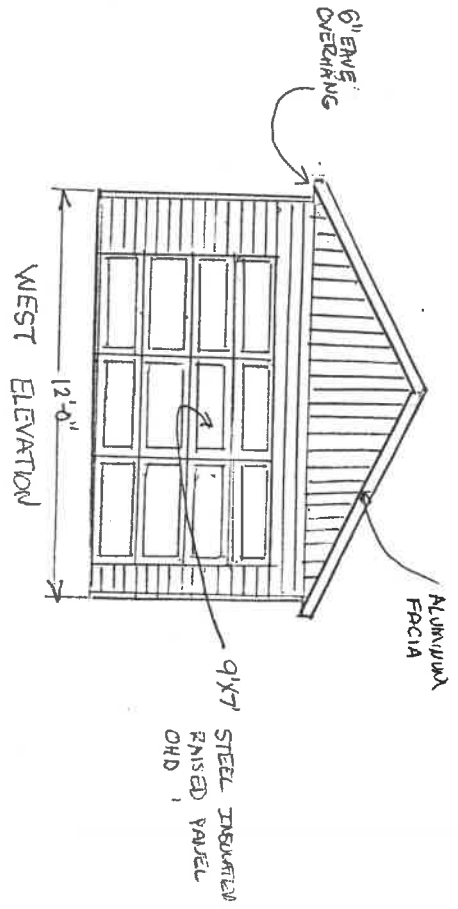 6" EAVE
OVERHANG
ALUMINUM
FACIA
12'-0"
WEST ELEVATION
9'X7' STEEL INSULATED
RAISED PANEL
OHD